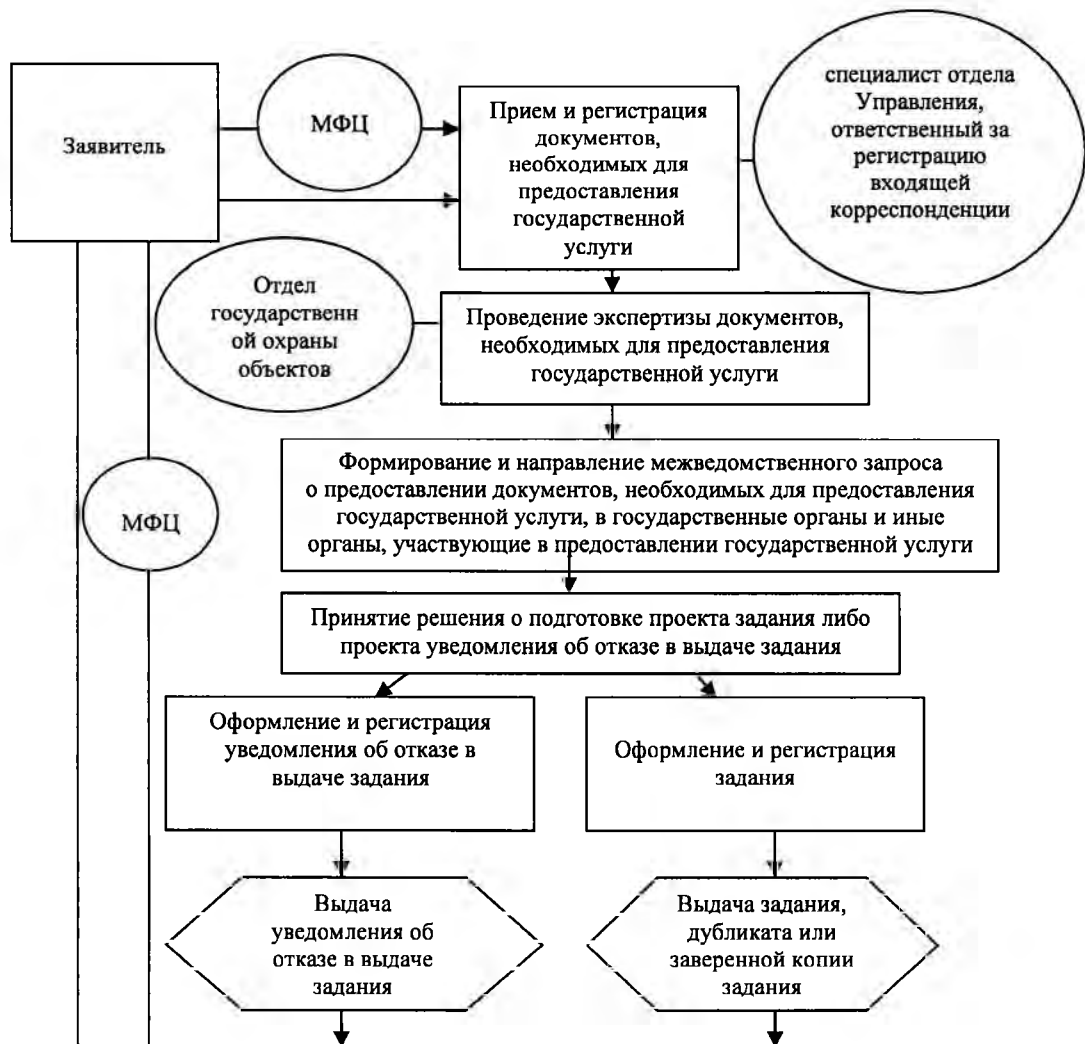 Заявитель
МФЦ
Прием и регистрация
документов,
необходимых для
предоставления
государственной
услуги
специалист отдела
Управления,
ответственный за
регистрацию
входящей
корреспонденции
Отдел
государственн
ой охраны
объектов
Проведение экспертизы документов,
необходимых для предоставления
государственной услуги
МФЦ
Формирование и направление межведомственного запроса
о предоставлении документов, необходимых для предоставления
государственной услуги, в государственные органы и иные
органы, участвующие в предоставлении государственной услуги
Принятие решения о подготовке проекта задания либо
проекта уведомления об отказе в выдаче задания
Оформление и регистрация
уведомления об отказе в
выдаче задания
Оформление и регистрация
задания
Выдача
уведомления об
отказе в выдаче
задания
Выдача задания,
дубликата или
заверенной копии
задания